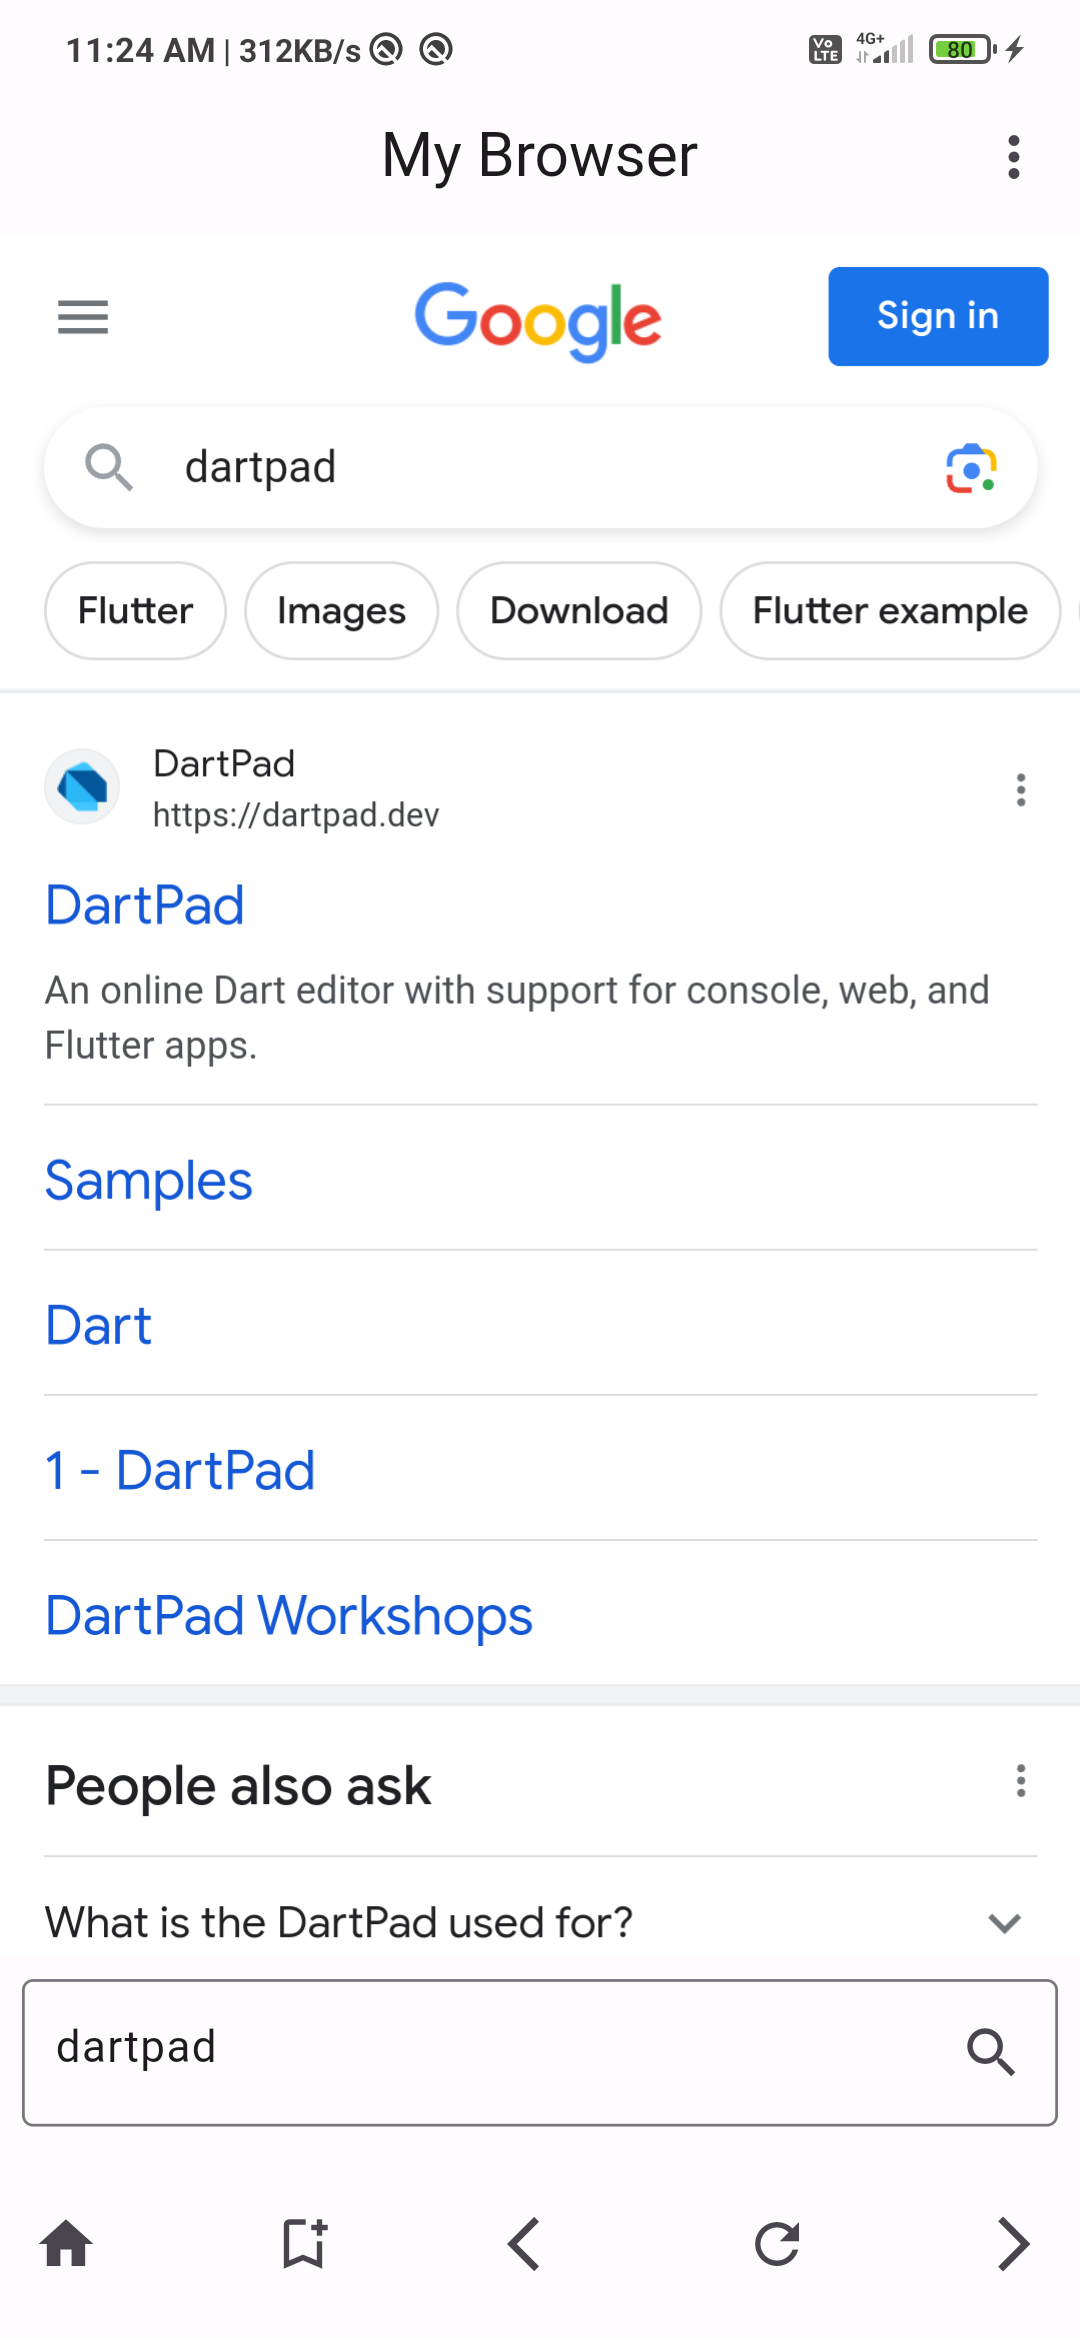 11:24 AM | 312KB/s Vo LTE 4G+ 80
My Browser
Google Sign in
dartpad
Flutter Images Download Flutter example
DartPad
https://dartpad.dev
DartPad
An online Dart editor with support for console, web, and
Flutter apps.
Samples
Dart
1 - DartPad
DartPad Workshops
People also ask
What is the DartPad used for?
dartpad